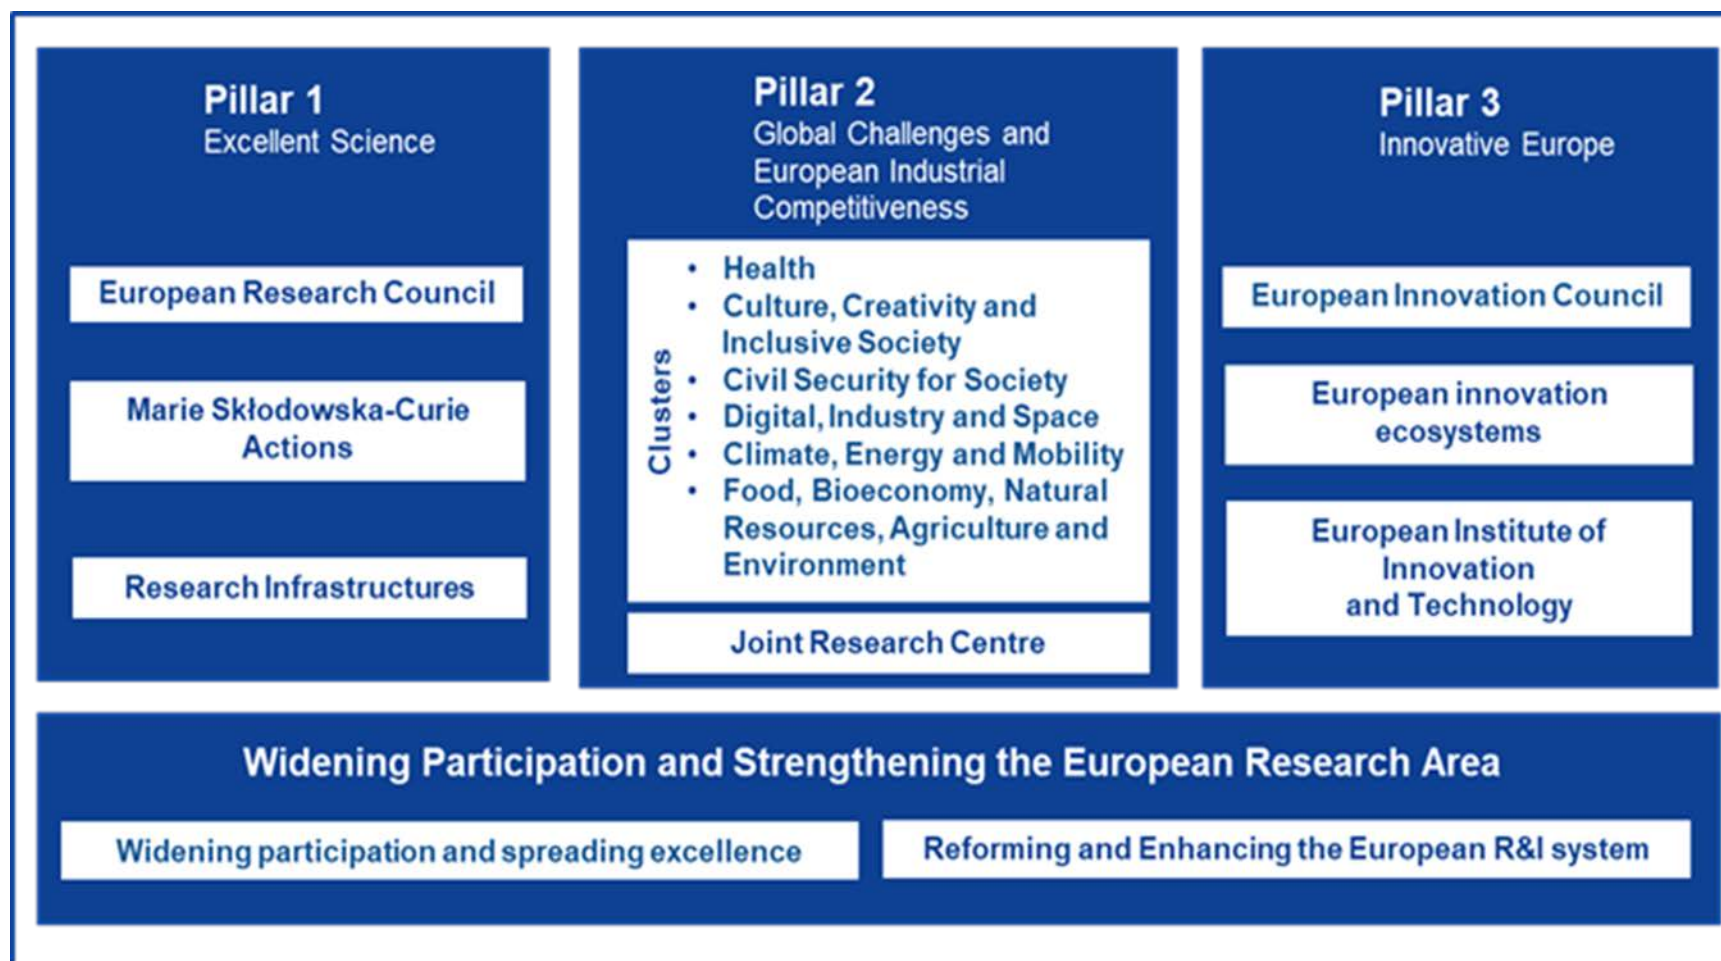 Pillar 1
Excellent Science
European Research Council
Marie Skłodowska-Curie
Actions
Research Infrastructures
Pillar 2
Global Challenges and
European Industrial
Competitiveness
Clusters
• Health
• Culture, Creativity and
Inclusive Society
• Civil Security for Society
• Digital, Industry and Space
• Climate, Energy and Mobility
• Food, Bioeconomy, Natural
Resources, Agriculture and
Environment
Joint Research Centre
Pillar 3
Innovative Europe
European Innovation Council
European innovation
ecosystems
European Institute of
Innovation
and Technology
Widening Participation and Strengthening the European Research Area
Widening participation and spreading excellence
Reforming and Enhancing the European R&I system